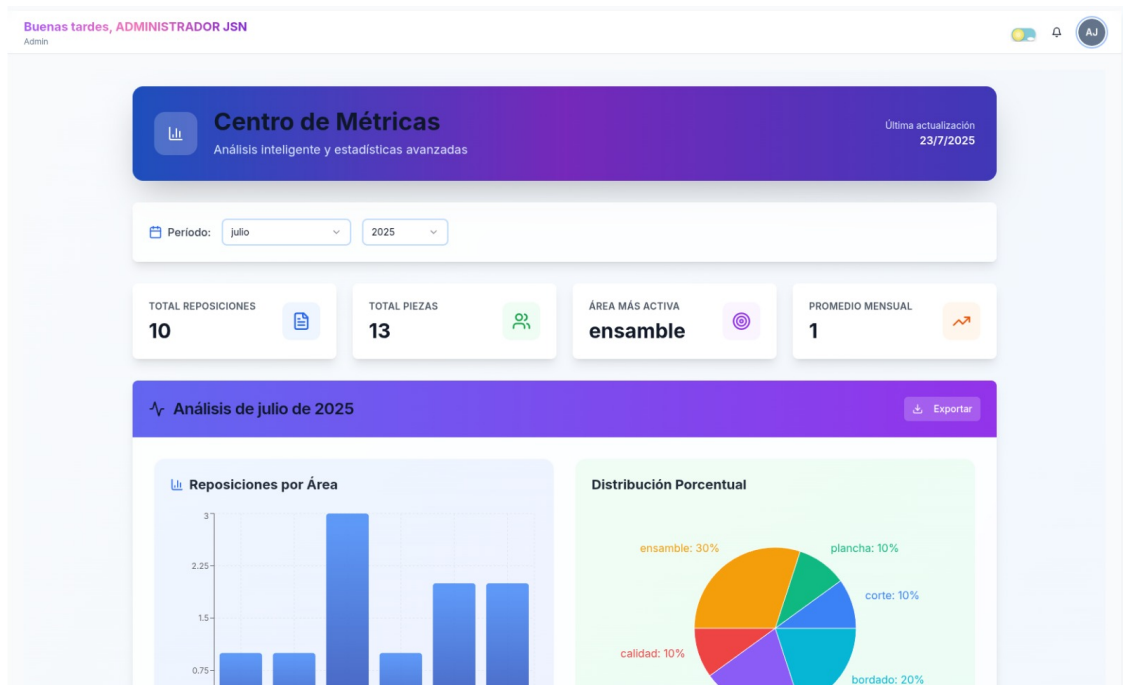 Buenas tardes, ADMINISTRADOR JSN
Admin
AJ
Centro de Métricas
Análisis inteligente y estadísticas avanzadas
Última actualización
23/7/2025
Período:
julio
2025
TOTAL REPOSICIONES
10
TOTAL PIEZAS
13
ÁREA MÁS ACTIVA
ensamble
PROMEDIO MENSUAL
1
Análisis de julio de 2025
Exportar
Reposiciones por Área
3
2.25
1.5
0.75
Distribución Porcentual
ensamble: 30%
plancha: 10%
corte: 10%
calidad: 10%
bordado: 20%